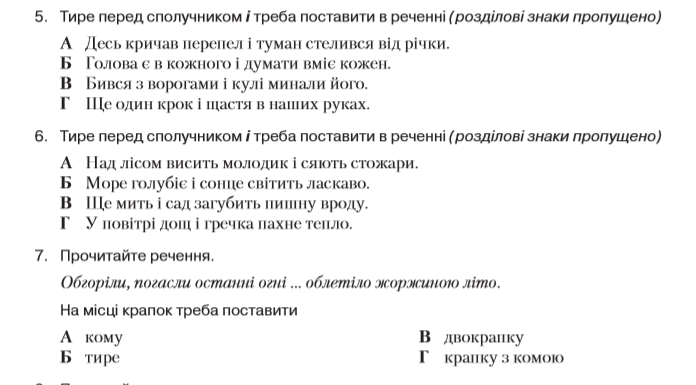 5. Тире перед сполучником і треба поставити в реченні (розділові знаки пропущено)
А Десь кричав перепел і туман стелився від річки.
Б Голова є в кожного і думати вміє кожен.
В Бився з ворогами і кулі минали його.
Г Ще один крок і щастя в наших руках.
6. Тире перед сполучником і треба поставити в реченні (розділові знаки пропущено)
А Над лісом висить молодик і сяють стожари.
Б Море голубіє і сонце світить ласкаво.
В Ще мить і сад загубить пишну вроду.
Г У повітрі дощ і гречка пахне тепло.
7. Прочитайте речення.
Обгоріли, погасли останні огні ... облетіло жоржиною літо.
На місці крапок треба поставити
А кому В двокрапку
Б тире Г крапку з комою